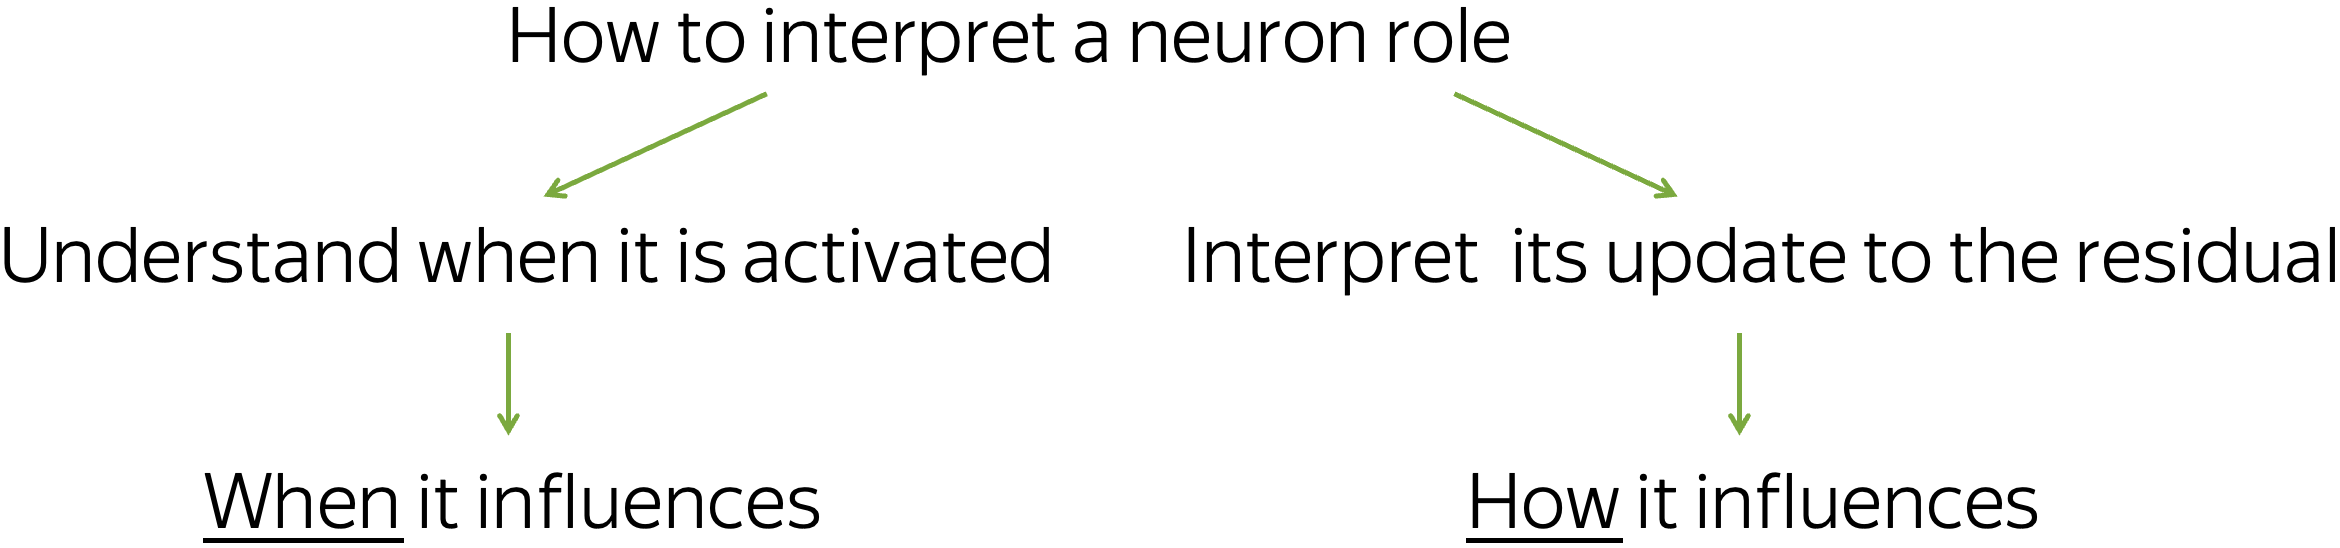 How to interpret a neuron role
Understand when it is activated
Interpret its update to the residual
When it influences
How it influences